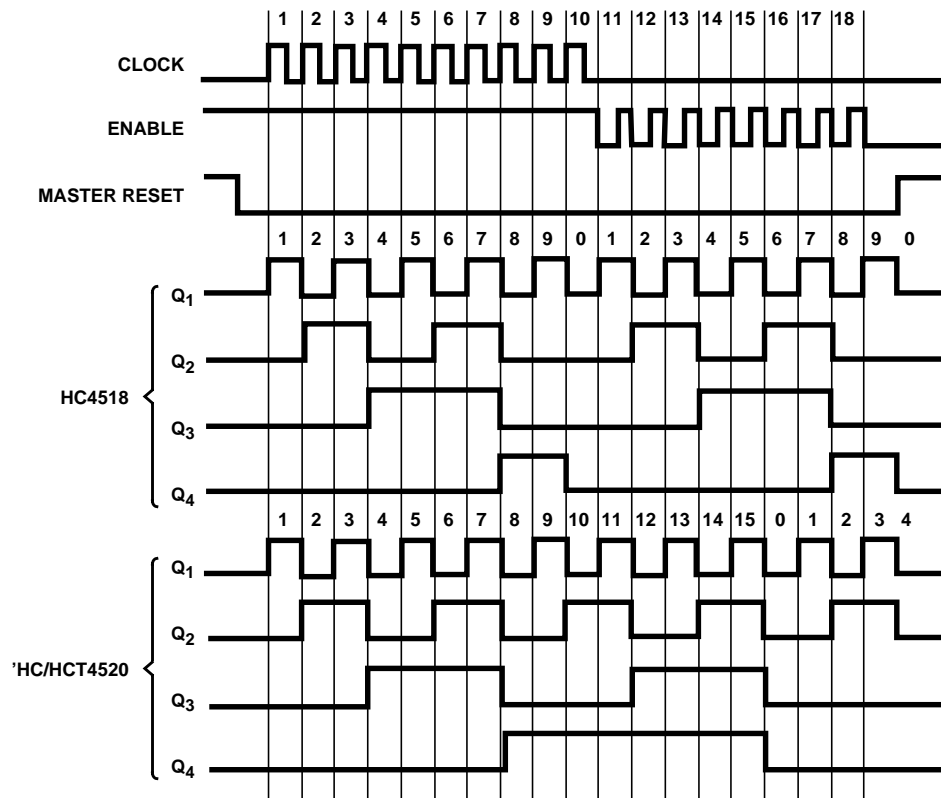 1 2 3 4 5 6 7 8 9 10 11 12 13 14 15 16 17 18
CLOCK
ENABLE
MASTER RESET
1 2 3 4 5 6 7 8 9 0 1 2 3 4 5 6 7 8 9 0
Q1
Q2
HC4518
Q3
Q4
1 2 3 4 5 6 7 8 9 10 11 12 13 14 15 0 1 2 3 4
Q1
Q2
’HC/HCT4520
Q3
Q4